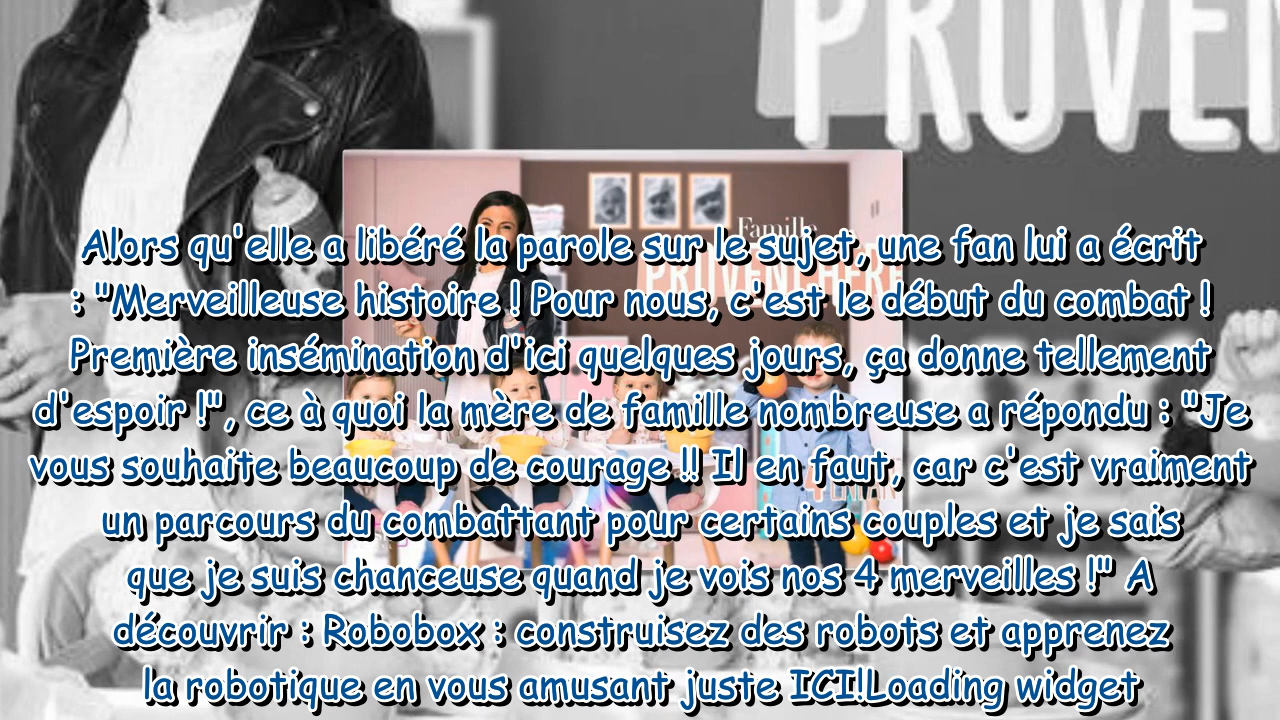 PROVEN
Famille
PROVENCHÈRE
Alors qu'elle a libéré la parole sur le sujet, une fan lui a écrit
: "Merveilleuse histoire ! Pour nous, c'est le début du combat !
Première insémination d'ici quelques jours, ça donne tellement
d'espoir !", ce à quoi la mère de famille nombreuse a répondu : "Je
vous souhaite beaucoup de courage !! Il en faut, car c'est vraiment
un parcours du combattant pour certains couples et je sais
que je suis chanceuse quand je vois nos 4 merveilles !" A
découvrir : Robobox : construisez des robots et apprenez
la robotique en vous amusant juste ICI!Loading widget